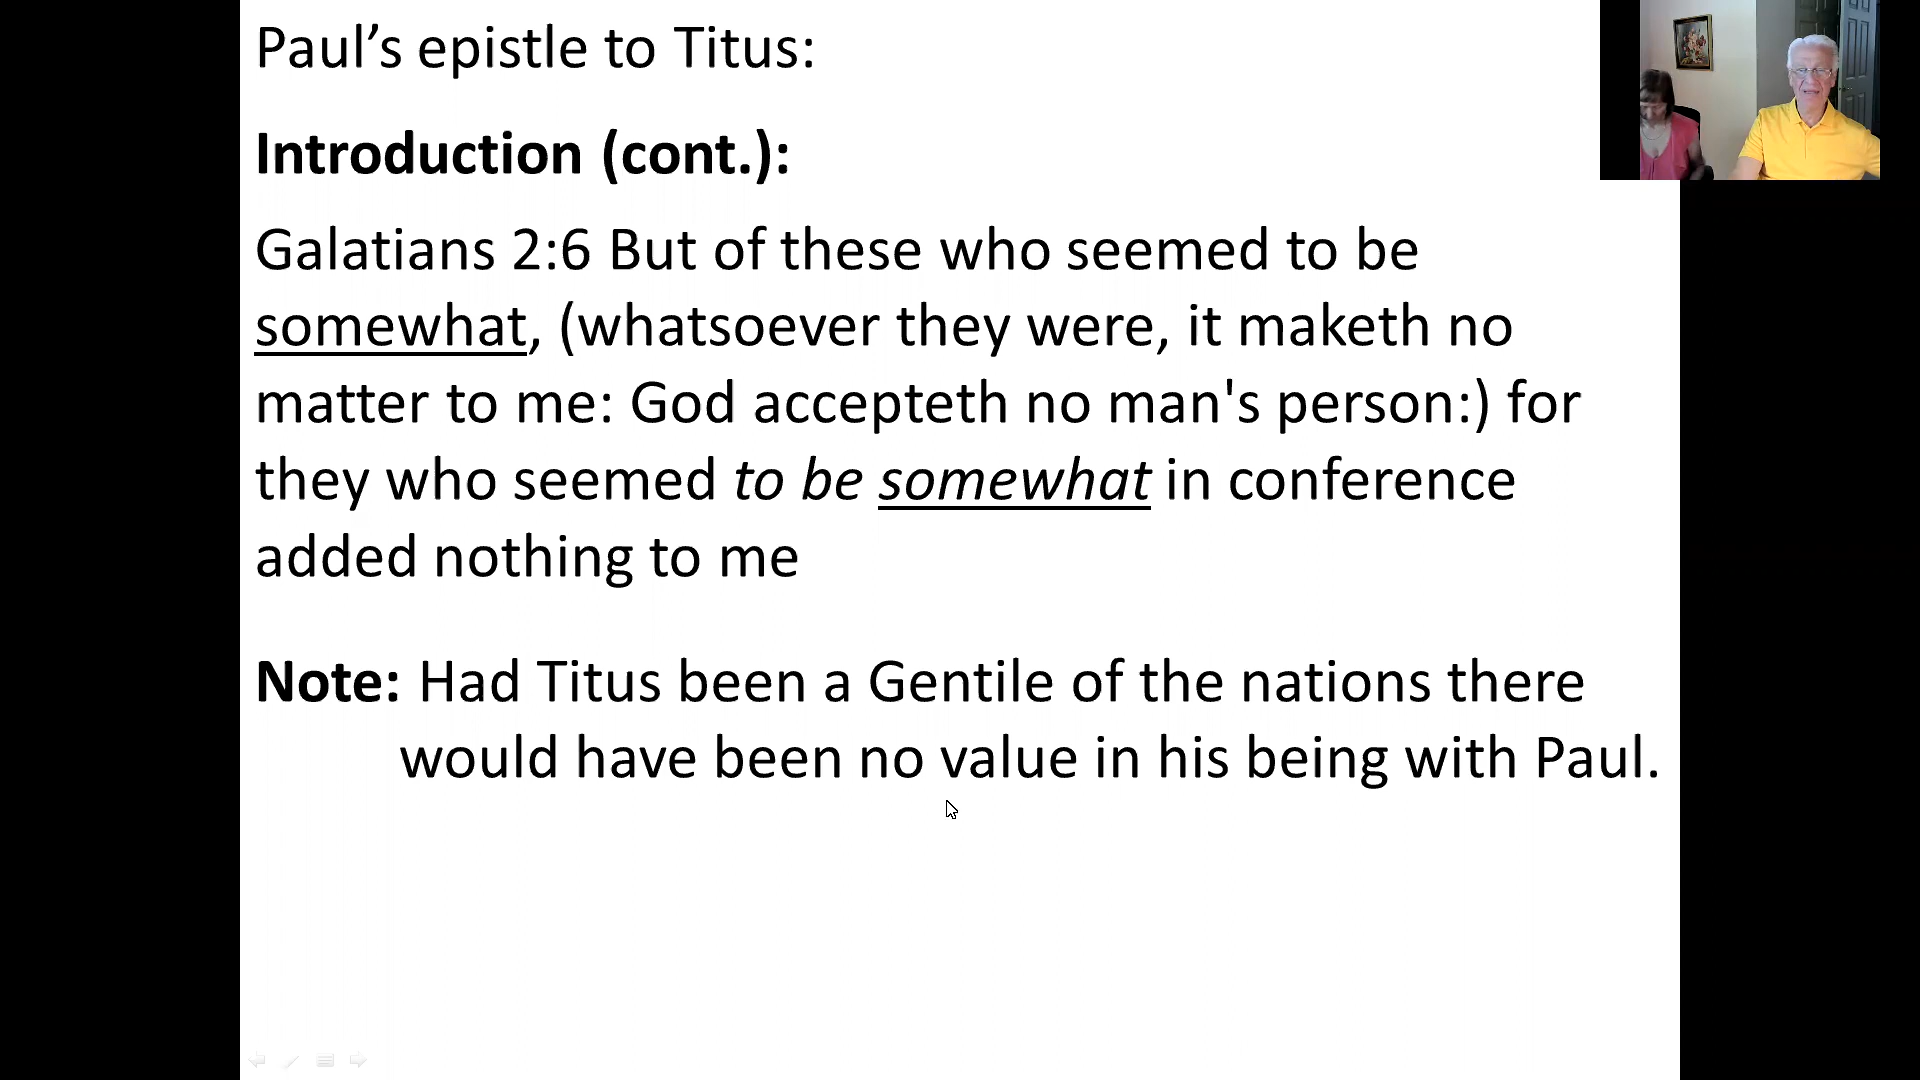 Paul’s epistle to Titus:
Introduction (cont.):
Galatians 2:6 But of these who seemed to be
somewhat, (whatsoever they were, it maketh no
matter to me: God accepteth no man's person:) for
they who seemed to be somewhat in conference
added nothing to me
Note: Had Titus been a Gentile of the nations there
would have been no value in his being with Paul.